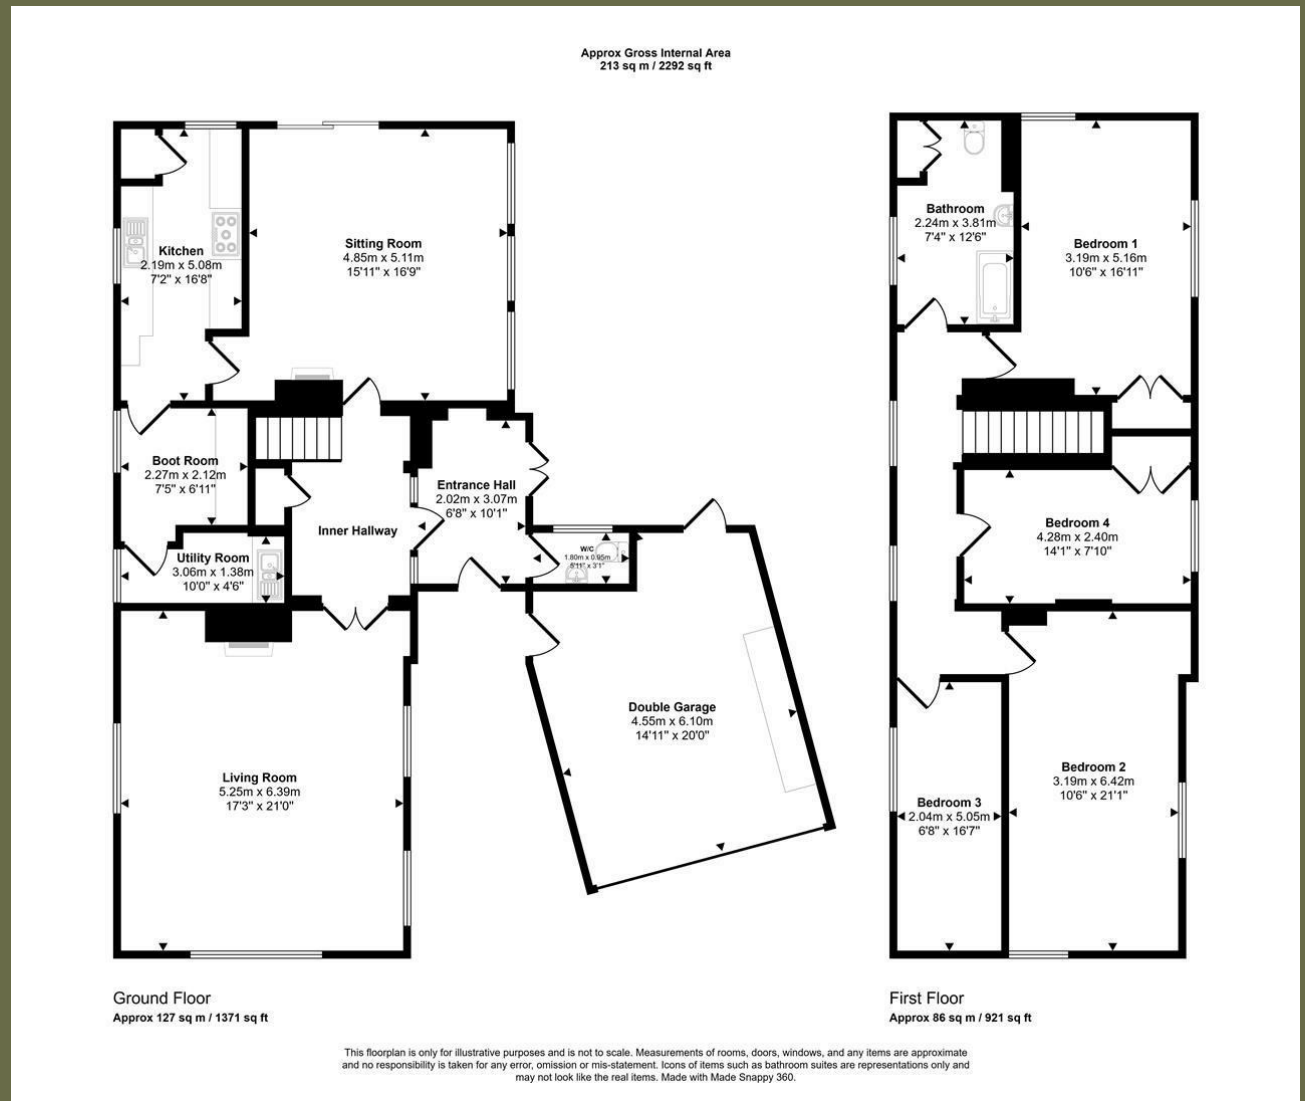 Approx Gross Internal Area
213 sq m / 2292 sq ft
Kitchen
2.19m x 5.08m
7'2" x 16'8"
Sitting Room
4.85m x 5.11m
15'11" x 16'9"
Boot Room
2.27m x 2.12m
7'5" x 6'11"
Entrance Hall
2.02m x 3.07m
6'8" x 10'1"
Inner Hallway
Utility Room
3.06m x 1.38m
10'0" x 4'6"
W/C
1.80m x 0.95m
5'11" x 3'1"
Double Garage
4.55m x 6.10m
14'11" x 20'0"
Living Room
5.25m x 6.39m
17'3" x 21'0"
Ground Floor
Approx 127 sq m / 1371 sq ft
Bathroom
2.24m x 3.81m
7'4" x 12'6"
Bedroom 1
3.19m x 5.16m
10'6" x 16'11"
Bedroom 4
4.28m x 2.40m
14'1" x 7'10"
Bedroom 2
3.19m x 6.42m
10'6" x 21'1"
Bedroom 3
2.04m x 5.05m
6'8" x 16'7"
First Floor
Approx 86 sq m / 921 sq ft
This floorplan is only for illustrative purposes and is not to scale. Measurements of rooms, doors, windows, and any items are approximate
and no responsibility is taken for any error, omission or mis-statement. Icons of items such as bathroom suites are representations only and
may not look like the real items. Made with Made Snappy 360.